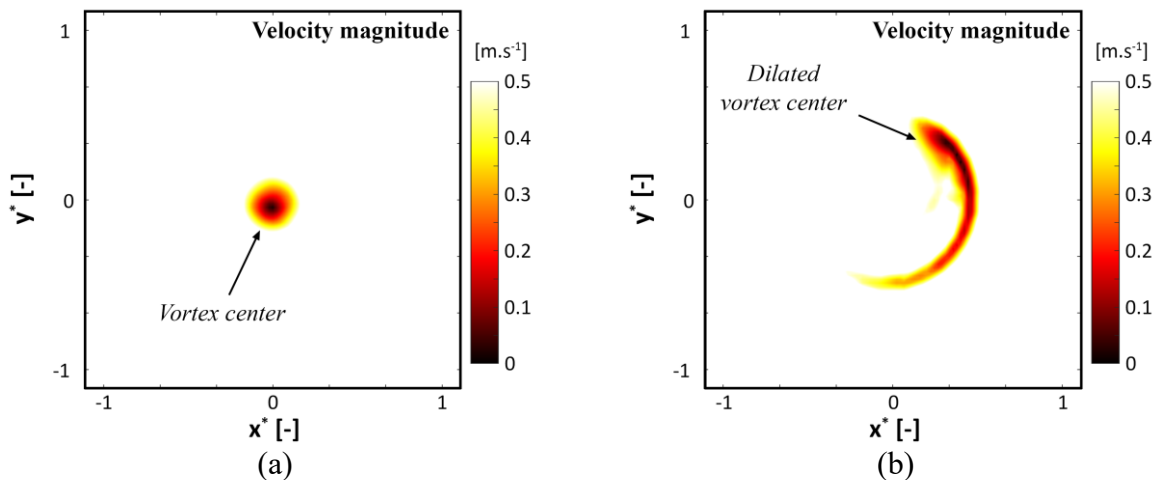 Velocity magnitude
[m.s⁻¹]
1
0
-1
y* [-]
-1
0
1
x* [-]
0.5
0.4
0.3
0.2
0.1
0
Vortex center
(a)
Velocity magnitude
[m.s⁻¹]
1
0
-1
y* [-]
-1
0
1
x* [-]
0.5
0.4
0.3
0.2
0.1
0
Dilated
vortex center
(b)